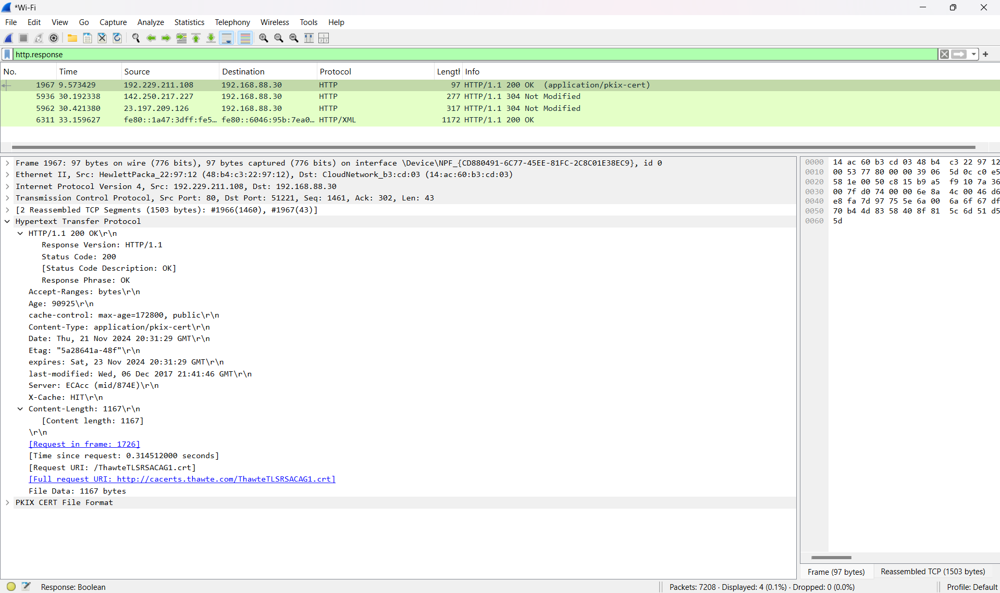 *Wi-Fi
File Edit View Go Capture Analyze Statistics Telephony Wireless Tools Help
http.response
No. Time Source Destination Protocol Length Info
1967 9.573429 192.229.211.108 192.168.88.30 HTTP 97 HTTP/1.1 200 OK (application/pkix-cert)
5936 30.192338 142.250.217.227 192.168.88.30 HTTP 277 HTTP/1.1 304 Not Modified
5962 30.421380 23.197.209.126 192.168.88.30 HTTP 317 HTTP/1.1 304 Not Modified
6311 33.159627 fe80::1a47:3dff:fe5… fe80::6046:95b:7ea0… HTTP/XML 1172 HTTP/1.1 200 OK
Frame 1967: 97 bytes on wire (776 bits), 97 bytes captured (776 bits) on interface \Device\NPF_{CD880491-6C77-45EE-81FC-2C8C01E38EC9}, id 0
Ethernet II, Src: HewlettPacka_22:97:12 (48:b4:c3:22:97:12), Dst: CloudNetwork_b3:cd:03 (14:ac:60:b3:cd:03)
Internet Protocol Version 4, Src: 192.229.211.108, Dst: 192.168.88.30
Transmission Control Protocol, Src Port: 80, Dst Port: 51221, Seq: 1461, Ack: 302, Len: 43
[2 Reassembled TCP Segments (1503 bytes): #1966(1460), #1967(43)]
Hypertext Transfer Protocol
HTTP/1.1 200 OK\r\n
Response Version: HTTP/1.1
Status Code: 200
[Status Code Description: OK]
Response Phrase: OK
Accept-Ranges: bytes\r\n
Age: 90925\r\n
cache-control: max-age=172800, public\r\n
Content-Type: application/pkix-cert\r\n
Date: Thu, 21 Nov 2024 20:31:29 GMT\r\n
Etag: "5a28641a-48f"\r\n
expires: Sat, 23 Nov 2024 20:31:29 GMT\r\n
last-modified: Wed, 06 Dec 2017 21:41:46 GMT\r\n
Server: ECAcc (mid/874E)\r\n
X-Cache: HIT\r\n
Content-Length: 1167\r\n
[Content length: 1167]
\r\n
[Request in frame: 1726]
[Time since request: 0.314512000 seconds]
[Request URI: /ThawteTLSRSACAG1.crt]
[Full request URI: http://cacerts.thawte.com/ThawteTLSRSACAG1.crt]
File Data: 1167 bytes
PKIX CERT File Format
0000 14 ac 60 b3 cd 03 48 b4 c3 22 97 12
0010 00 53 77 80 00 00 39 06 5d 0c c0 e5
0020 58 1e 00 50 c8 15 b9 a5 f9 10 7a 36
0030 00 7f d0 74 00 00 6e 8a 4c 00 46 d6
0040 e8 fa 7d 97 75 5e 6a 00 6a 6f 67 df
0050 70 b4 4d 83 58 40 8f 81 5c 6d 51 d5
0060 5d
Frame (97 bytes) Reassembled TCP (1503 bytes)
Response: Boolean Packets: 7208 · Displayed: 4 (0.1%) · Dropped: 0 (0.0%) Profile: Default